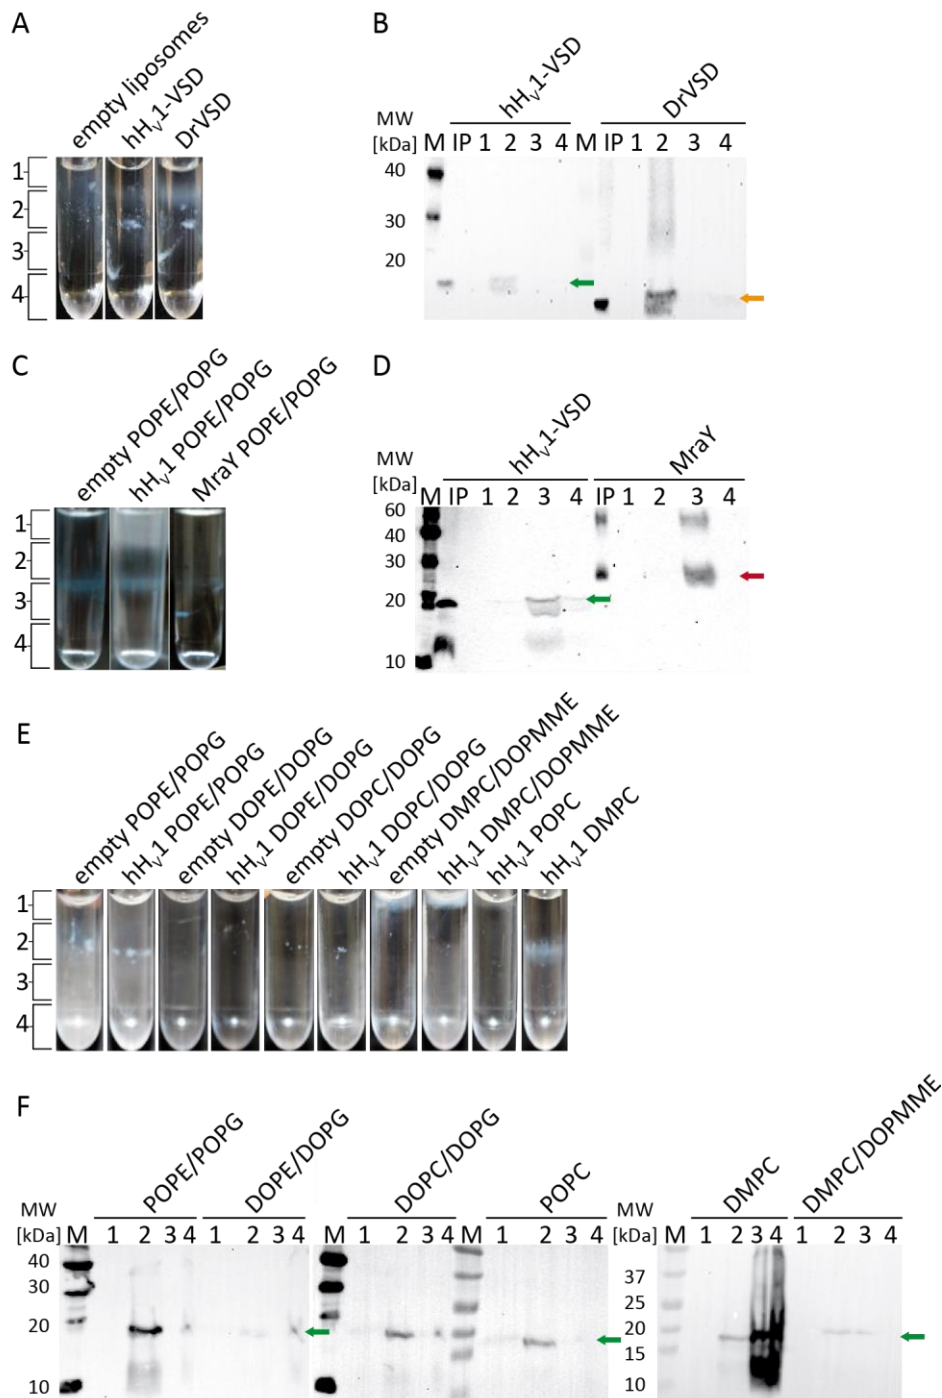 A
empty liposomes
hHV1-VSD
DrVSD
1
2
3
4
B
hHV1-VSD
DrVSD
MW
[kDa] M IP 1 2 3 4 M IP 1 2 3 4
40
30
20
C
empty POPE/POPG
hHV1 POPE/POPG
MraY POPE/POPG
1
2
3
4
D
hHV1-VSD
MraY
MW
[kDa] M IP 1 2 3 4 IP 1 2 3 4
60
40
30
20
10
E
empty POPE/POPG
hHV1 POPE/POPG
empty DOPE/DOPG
hHV1 DOPE/DOPG
empty DOPC/DOPG
hHV1 DOPC/DOPG
empty DMPC/DOPMME
hHV1 DMPC/DOPMME
hHV1 POPC
hHV1 DMPC
1
2
3
4
F
POPE/POPG
DOPE/DOPG
MW
[kDa] M 1 2 3 4 1 2 3 4
40
30
20
10
DOPC/DOPG
POPC
M 1 2 3 4 M 1 2 3 4
DMPC
DMPC/DOPMME
MW
[kDa] M 1 2 3 4 1 2 3 4
37
25
20
15
10